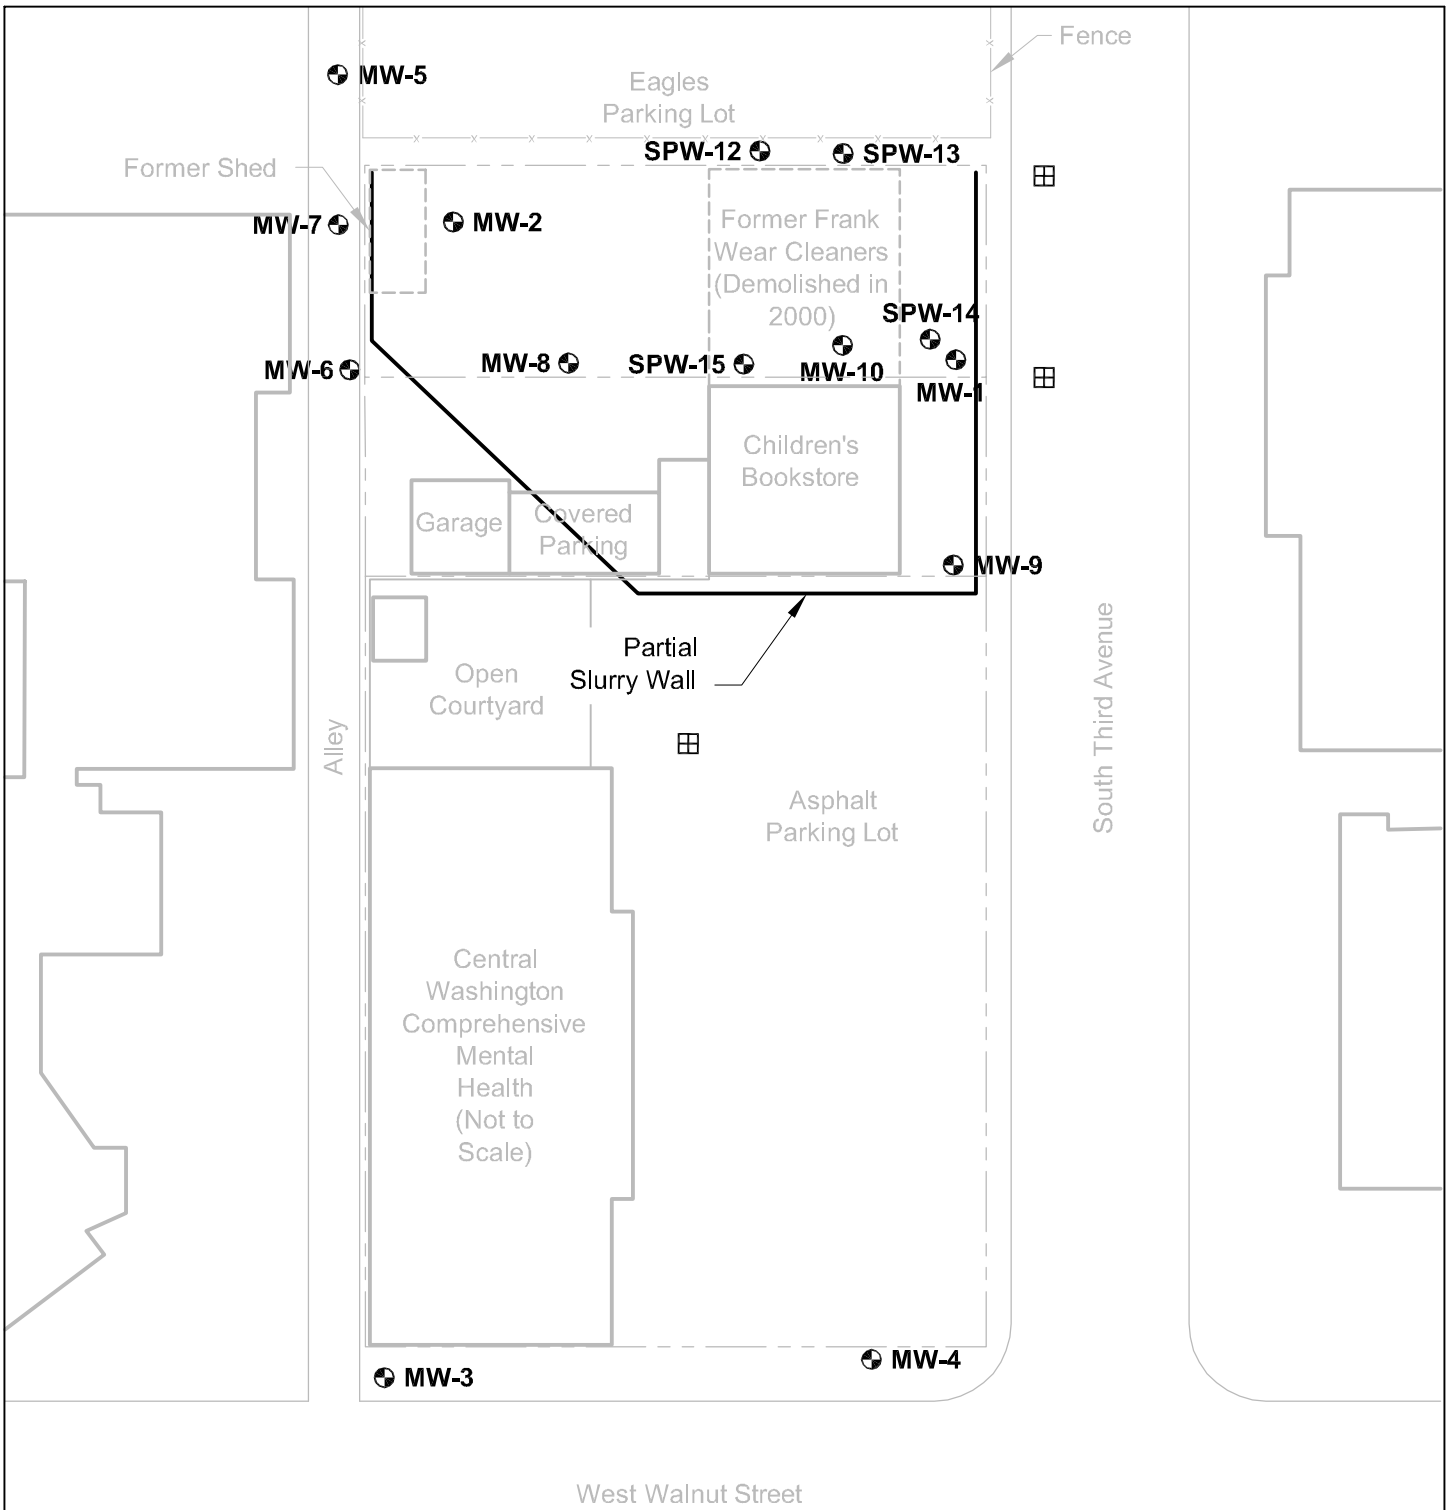 Fence
MW-5
Eagles
Parking Lot
SPW-12
SPW-13
Former Shed
MW-7
MW-2
Former Frank
Wear Cleaners
(Demolished in
2000)
SPW-14
MW-6
MW-8
SPW-15
MW-10
MW-1
Children's
Bookstore
Garage
Covered
Parking
MW-9
Partial
Slurry Wall
Open
Courtyard
Alley
South Third Avenue
Asphalt
Parking Lot
Central
Washington
Comprehensive
Mental
Health
(Not to
Scale)
MW-4
MW-3
West Walnut Street